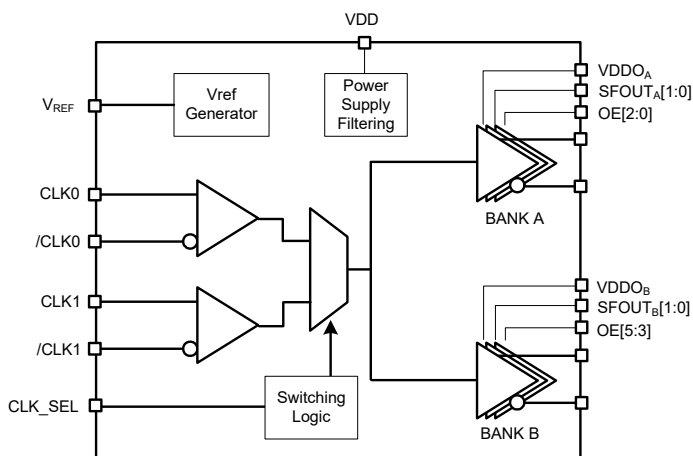 VDD
VREF
Vref
Generator
Power
Supply
Filtering
VDDOA
SFOUTA[1:0]
OE[2:0]
BANK A
CLK0
/CLK0
CLK1
/CLK1
CLK_SEL
Switching
Logic
VDDOB
SFOUTB[1:0]
OE[5:3]
BANK B